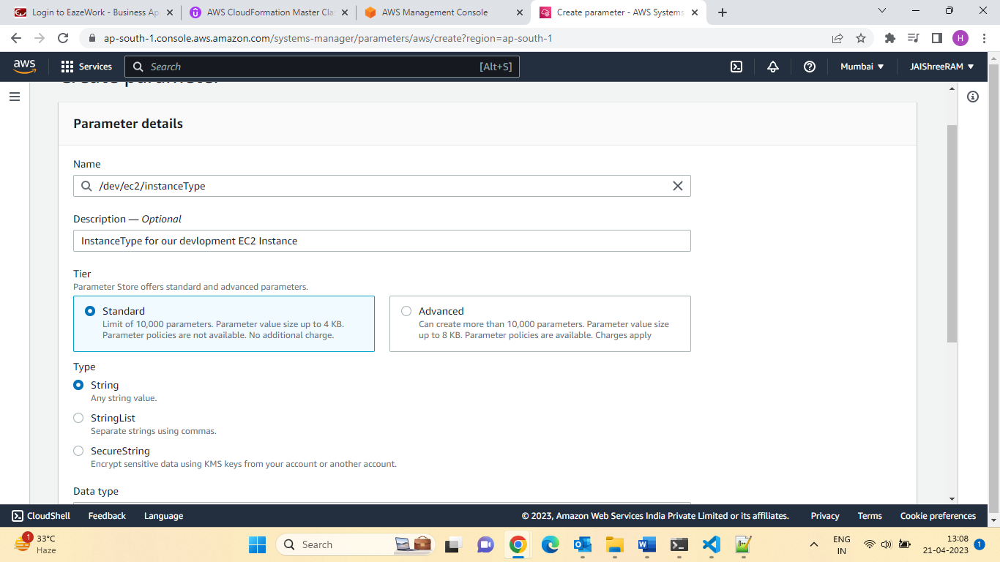 Login to EazeWork - Business Ap
AWS CloudFormation Master Cla
AWS Management Console
Create parameter - AWS Systems
ap-south-1.console.aws.amazon.com/systems-manager/parameters/aws/create?region=ap-south-1
H
aws
Services
Search
[Alt+S]
Mumbai
JAIShreeRAM
Create parameter
Parameter details
Name
/dev/ec2/instanceType
Description — Optional
InstanceType for our devlopment EC2 Instance
Tier
Parameter Store offers standard and advanced parameters.
Standard
Limit of 10,000 parameters. Parameter value size up to 4 KB.
Parameter policies are not available. No additional charge.
Advanced
Can create more than 10,000 parameters. Parameter value size
up to 8 KB. Parameter policies are available. Charges apply
Type
String
Any string value.
StringList
Separate strings using commas.
SecureString
Encrypt sensitive data using KMS keys from your account or another account.
Data type
CloudShell
Feedback
Language
© 2023, Amazon Web Services India Private Limited or its affiliates.
Privacy
Terms
Cookie preferences
1
33°C
Haze
Search
ENG
IN
13:08
21-04-2023
1